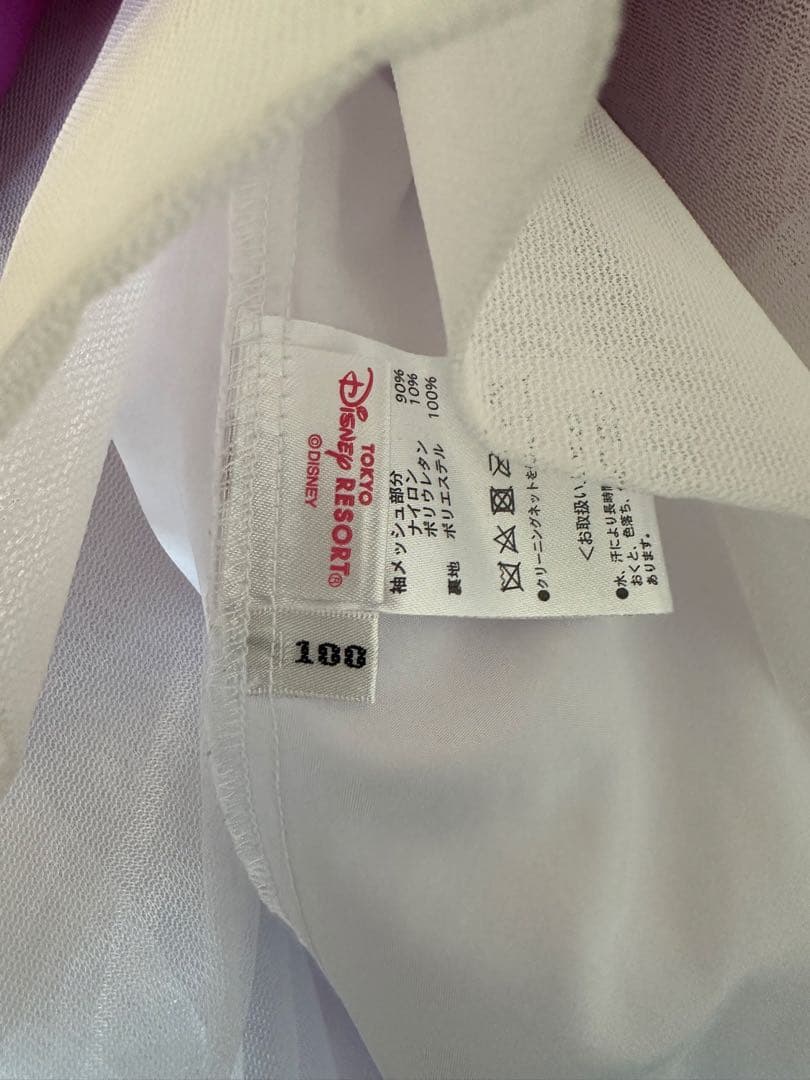 TOKYO
DISNEY RESORT®
©DISNEY
袖メッシュ部分
ナイロン 90%
ポリウレタン 10%
裏地 ポリエステル 100%
●クリーニングネットを
<お取扱い
●水、汗により長時間
おくと、色落ち、
あります。
100